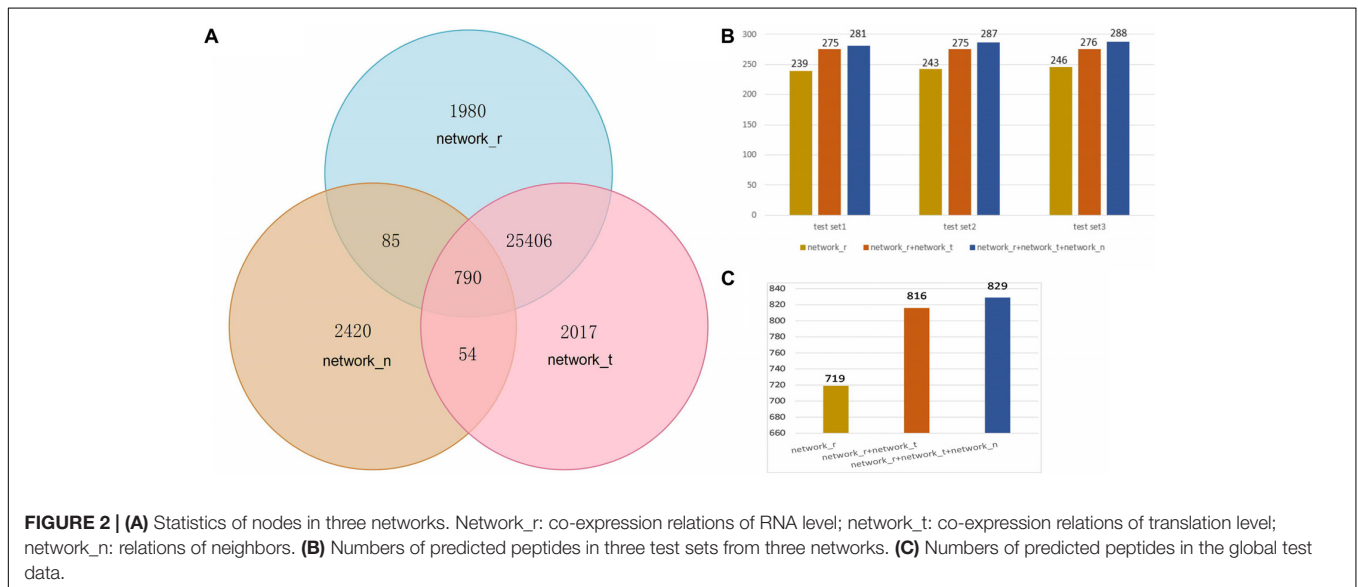 A
1980
network_r
85
25406
790
2420
network_n
54
2017
network_t
B
300
250
200
150
100
50
0
239
275
281
243
275
287
246
276
288
test set1
test set2
test set3
network_r
network_r+network_t
network_r+network_t+network_n
C
840
820
800
780
760
740
720
700
680
660
719
816
829
network_r
network_r+network_t
network_r+network_t+network_n
FIGURE 2 | (A) Statistics of nodes in three networks. Network_r: co-expression relations of RNA level; network_t: co-expression relations of translation level;
network_n: relations of neighbors. (B) Numbers of predicted peptides in three test sets from three networks. (C) Numbers of predicted peptides in the global test
data.